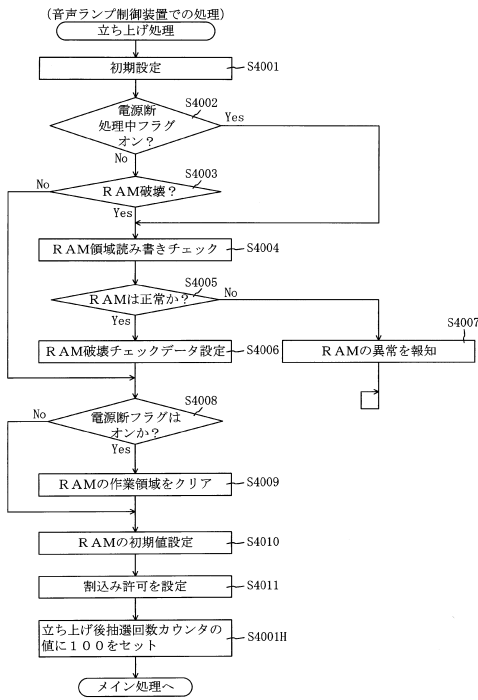 (音声ランプ制御装置での処理)
立ち上げ処理
初期設定
S4001
電源断
処理中フラグ
オン?
S4002
Yes
No
RAM破壊?
S4003
No
Yes
RAM領域読み書きチェック
S4004
RAMは正常か?
S4005
No
Yes
RAM破壊チェックデータ設定
S4006
RAMの異常を報知
S4007
電源断フラグは
オンか?
S4008
No
Yes
RAMの作業領域をクリア
S4009
RAMの初期値設定
S4010
割込み許可を設定
S4011
立ち上げ後抽選回数カウンタの
値に100をセット
S4001H
メイン処理へ